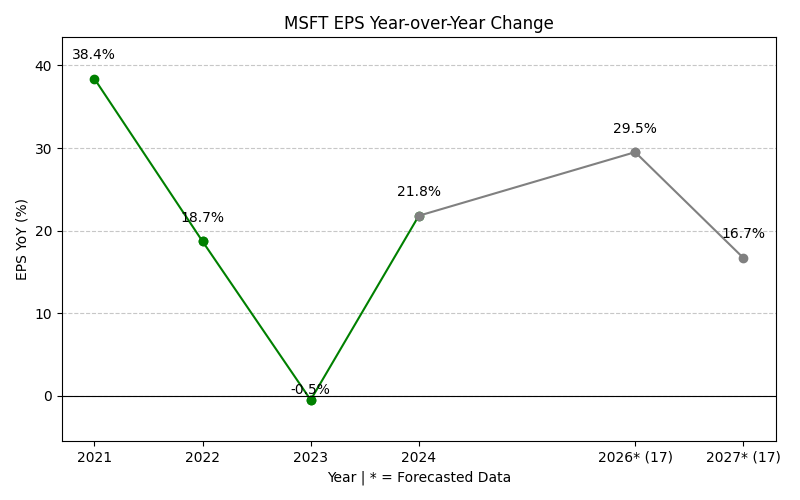 MSFT EPS Year-over-Year Change
38.4%
40
29.5%
30
21.8%
18.7%
16.7%
20
EPS YoY (%)
10
-0.5%
0
2021 2022 2023 2024 2026* (17) 2027* (17)
Year | * = Forecasted Data